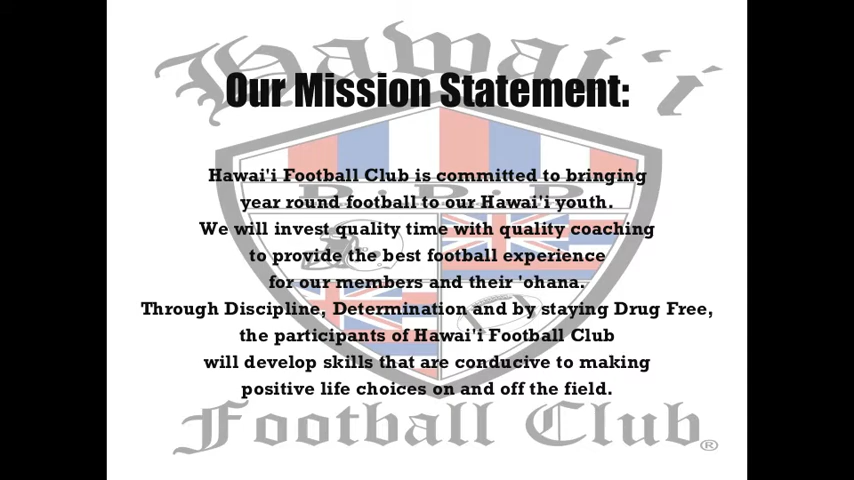 Hawai'i
Our Mission Statement:
Hawai'i Football Club is committed to bringing
B.D.D
year round football to our Hawai'i youth.
We will invest quality time with quality coaching
to provide the best football experience
for our members and their 'ohana.
Through Discipline, Determination and by staying Drug Free,
the participants of Hawai'i Football Club
will develop skills that are conducive to making
positive life choices on and off the field.
Football Club®